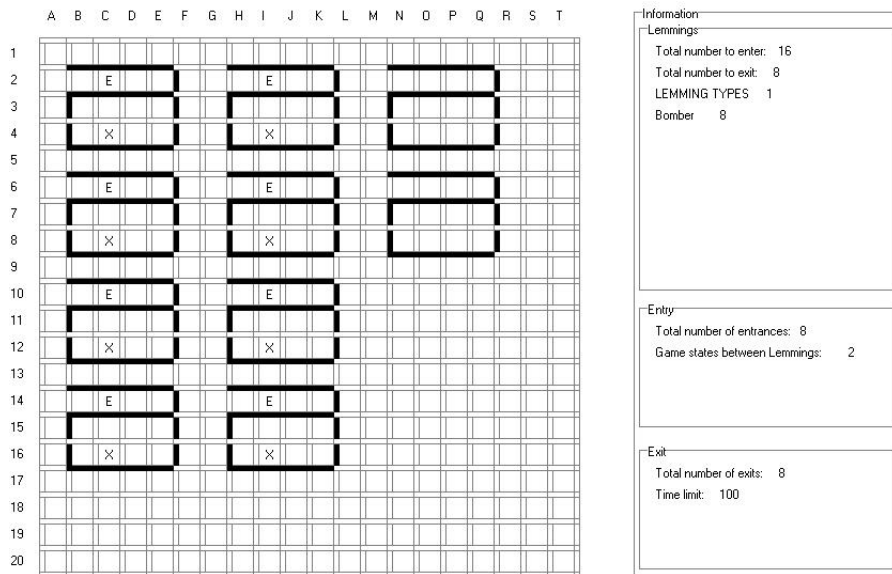 A B C D E F G H I J K L M N O P Q R S T
1
2 E E
3
4 X X
5
6 E E
7
8 X X
9
10 E E
11
12 X X
13
14 E E
15
16 X X
17
18
19
20
Information
Lemmings
Total number to enter: 16
Total number to exit: 8
LEMMING TYPES 1
Bomber 8
Entry
Total number of entrances: 8
Game states between Lemmings: 2
Exit
Total number of exits: 8
Time limit: 100